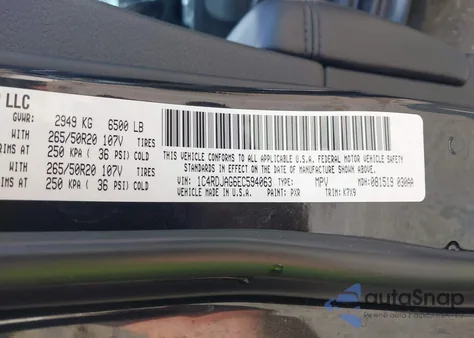 LLC
GVWR: 2949 KG 6500 LB
WITH 265/50R20 107V TIRES
RIMS AT 250 KPA ( 36 PSI) COLD
WITH 265/50R20 107V TIRES
RIMS AT 250 KPA ( 36 PSI) COLD
THIS VEHICLE CONFORMS TO ALL APPLICABLE U.S.A.
FEDERAL MOTOR VEHICLE SAFETY
STANDARDS IN EFFECT ON THE DATE OF MANUFACTURE SHOWN ABOVE.
VIN: 1C4RDJAG6EC594063 TYPE: MPV MDH: 081519 030AA
VEHICLE MADE IN U.S.A. PAINT: PXR TRIM: K7X9
autoSnap